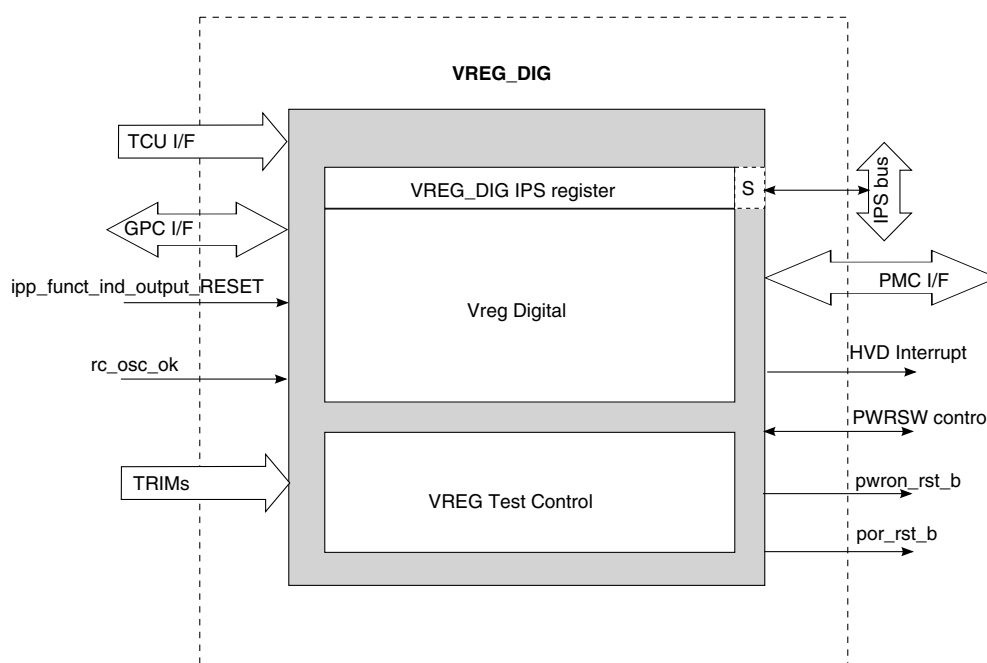 VREG_DIG
TCU I/F
VREG_DIG IPS register
S
IPS bus
GPC I/F
ipp_funct_ind_output_RESET
PMC I/F
Vreg Digital
rc_osc_ok
HVD Interrupt
PWRSW contro
TRIMs
VREG Test Control
pwron_rst_b
por_rst_b